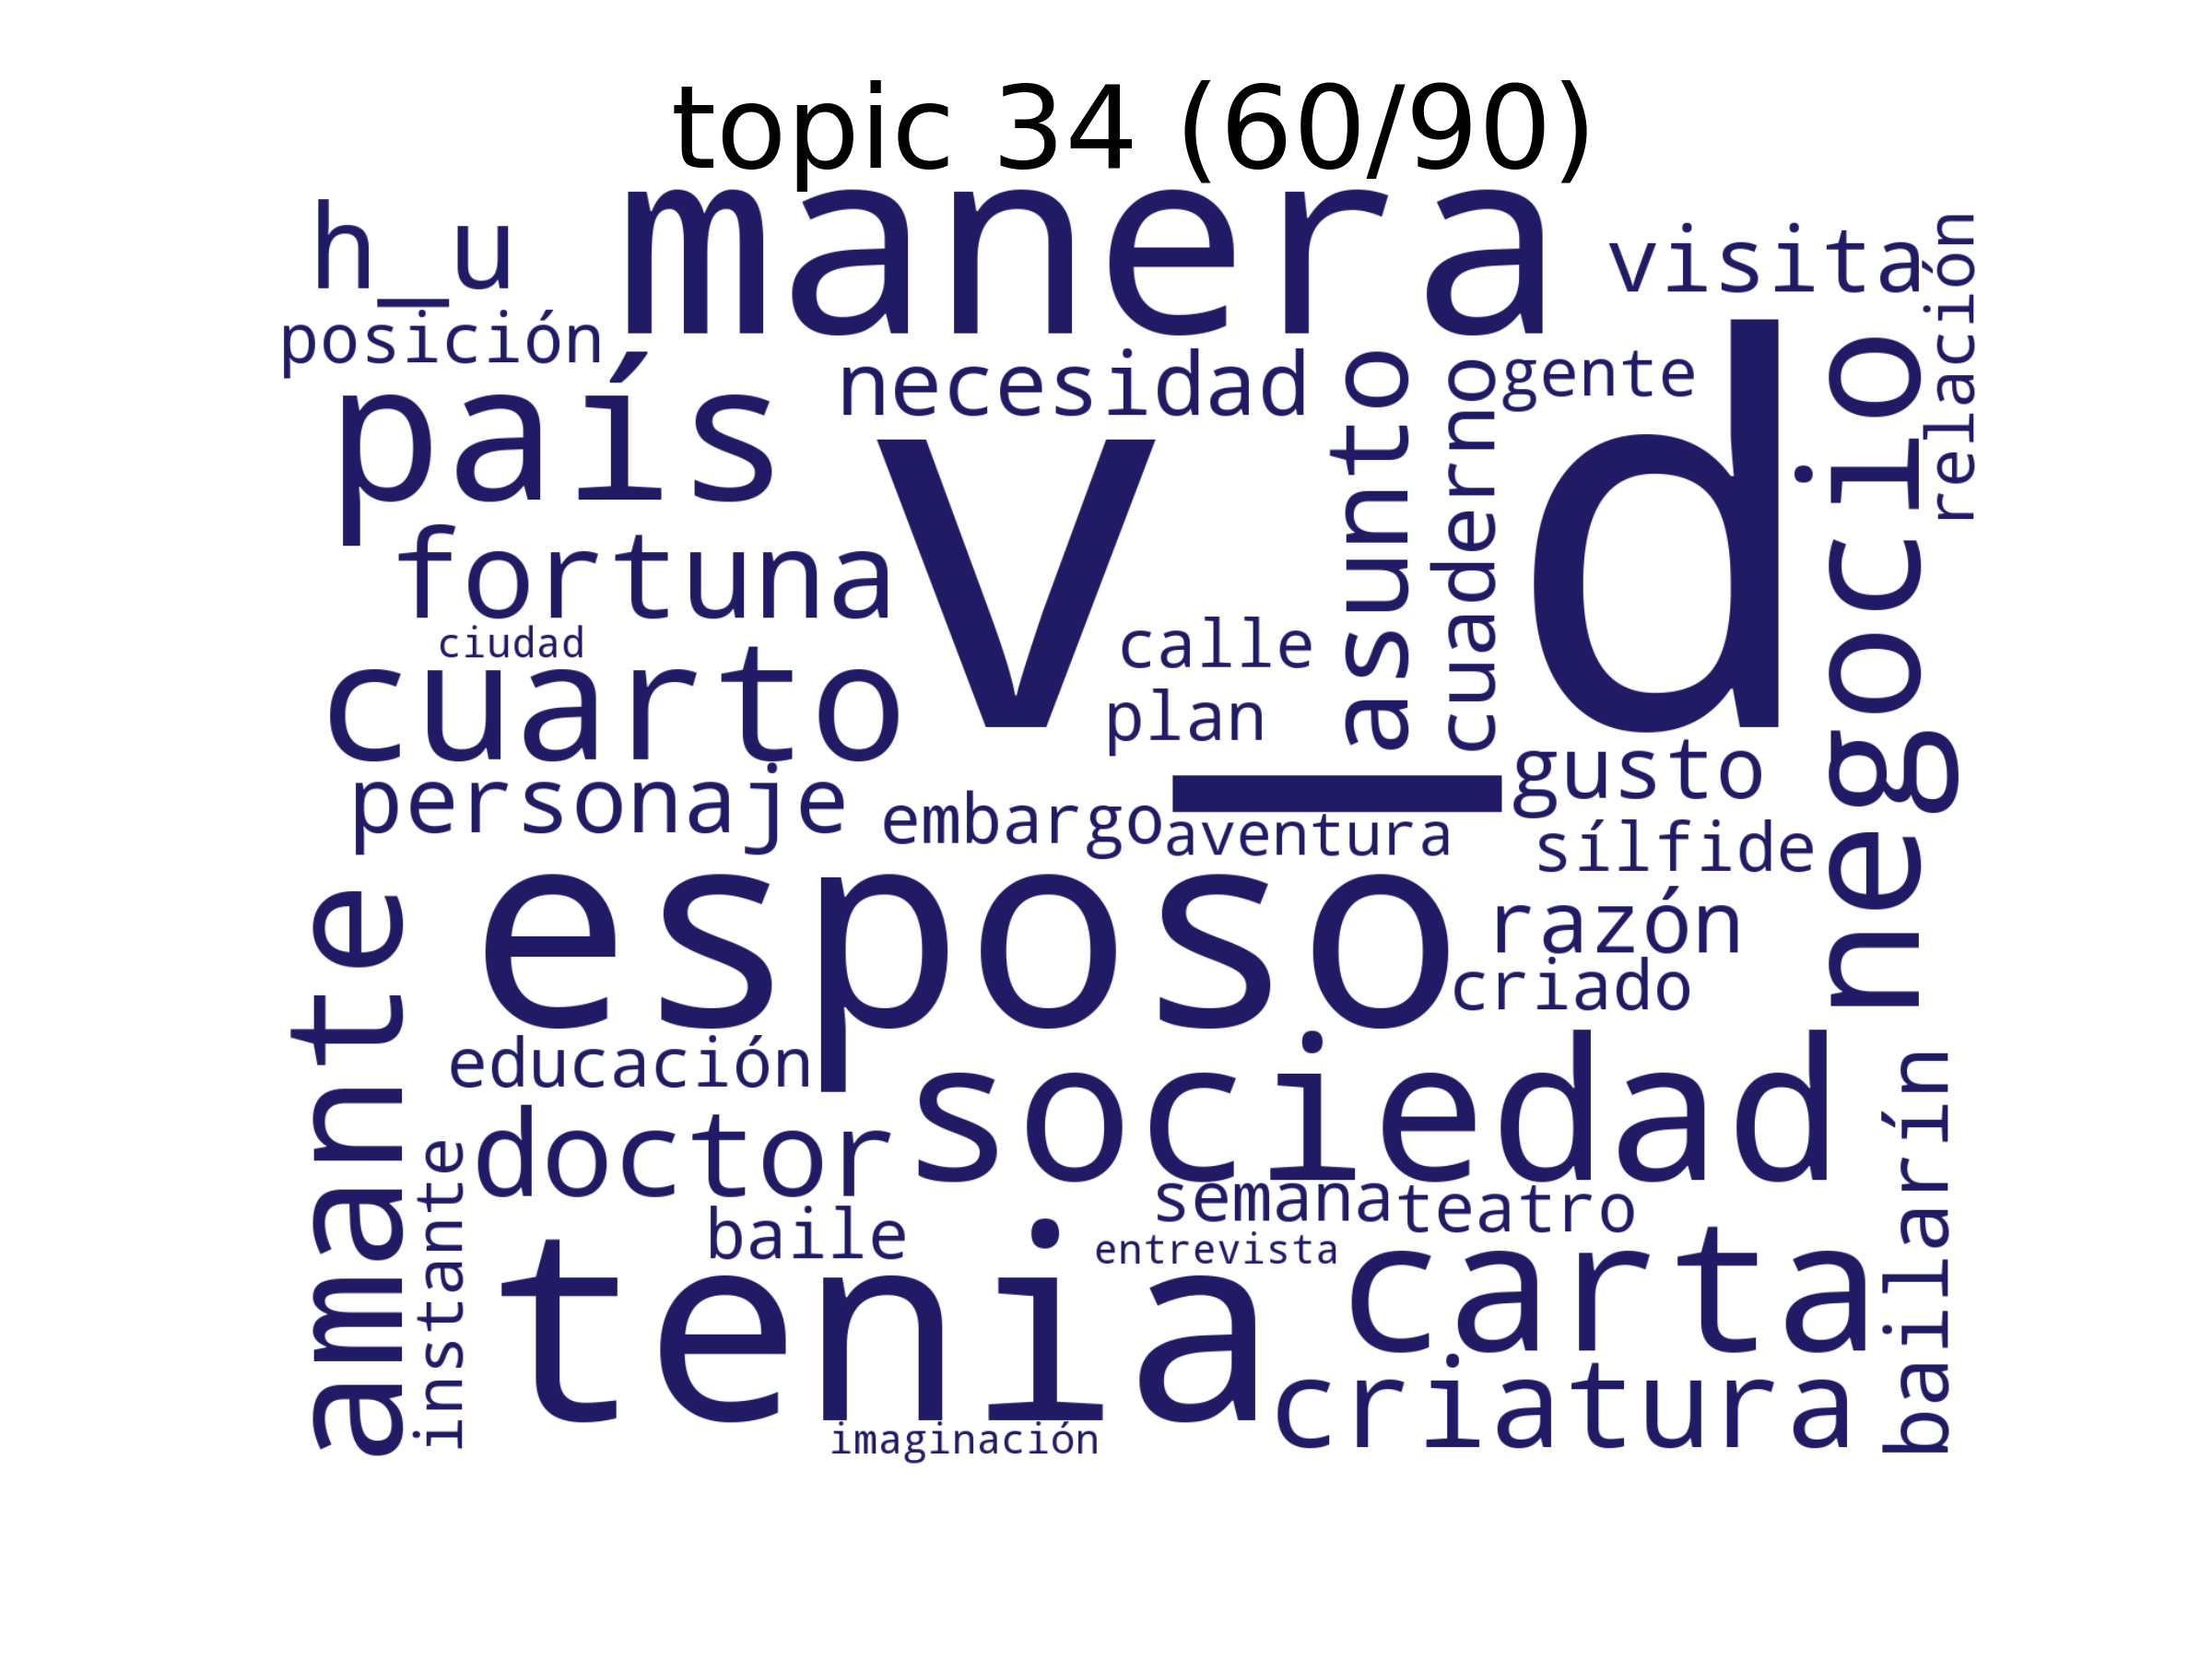 topic 34 (60/90)
manera
h_u
visita
relación
posición
país
necesidad
asunto
cuaderno
gente
v_d
negocio
fortuna
ciudad
cuarto
calle
plan
personaje
embargo
aventura
gusto
sílfide
esposo
razón
criado
amante
educación
sociedad
doctor
instante
baile
semana
teatro
entrevista
bailarín
tenia
carta
criatura
imaginación